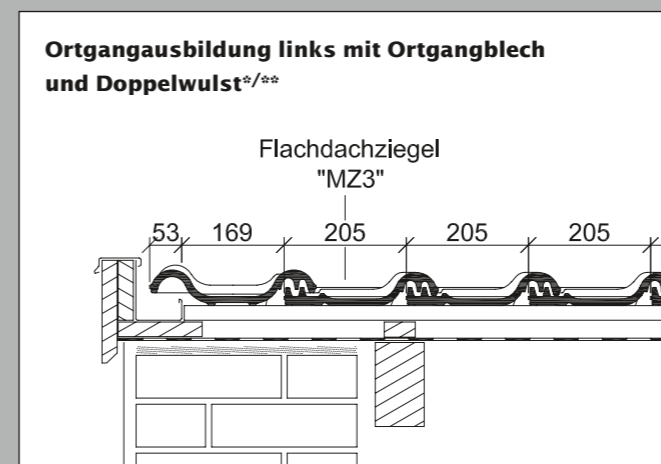 Ortgangausbildung links mit Ortgangblech
und Doppelwulst*/**
Flachdachziegel
"MZ3"
53 169 205 205 205